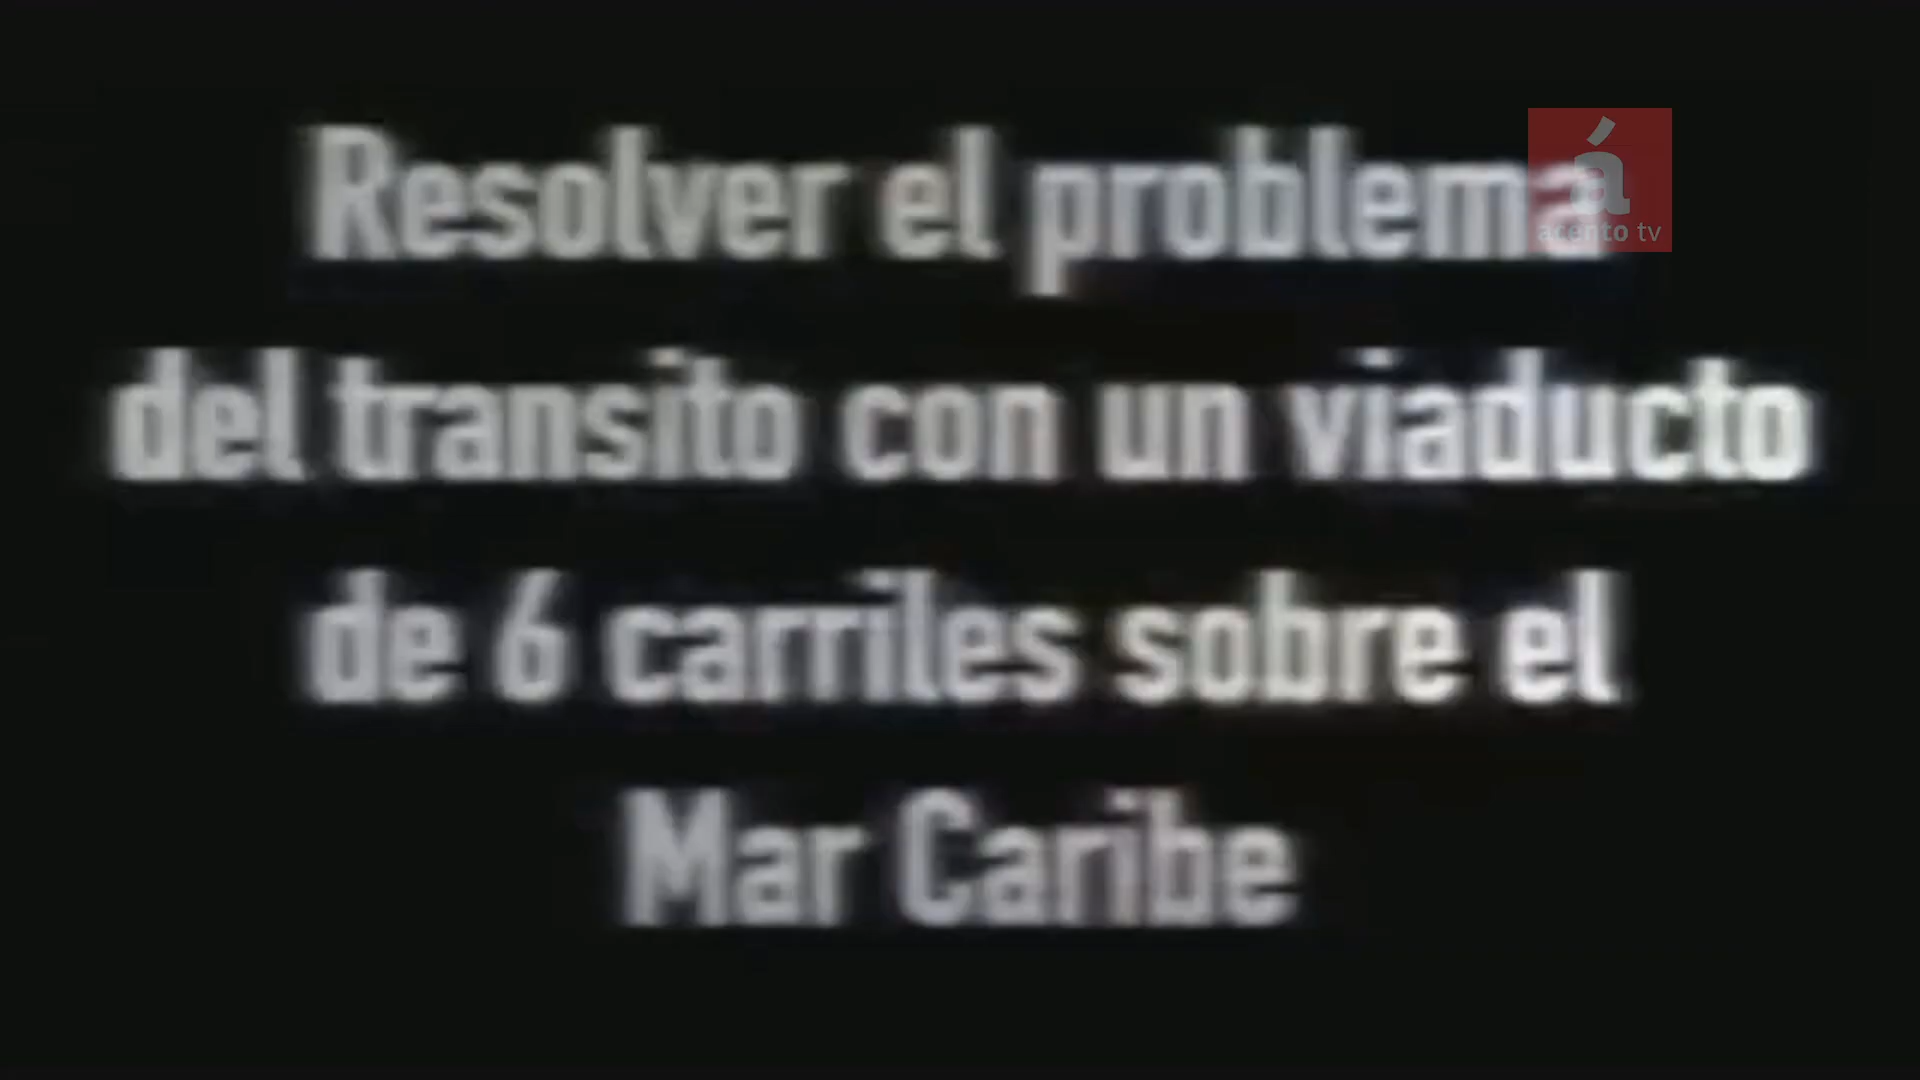 Resolver el problema
del transito con un viaducto
de 6 carriles sobre el
Mar Caribe
á
acento tv